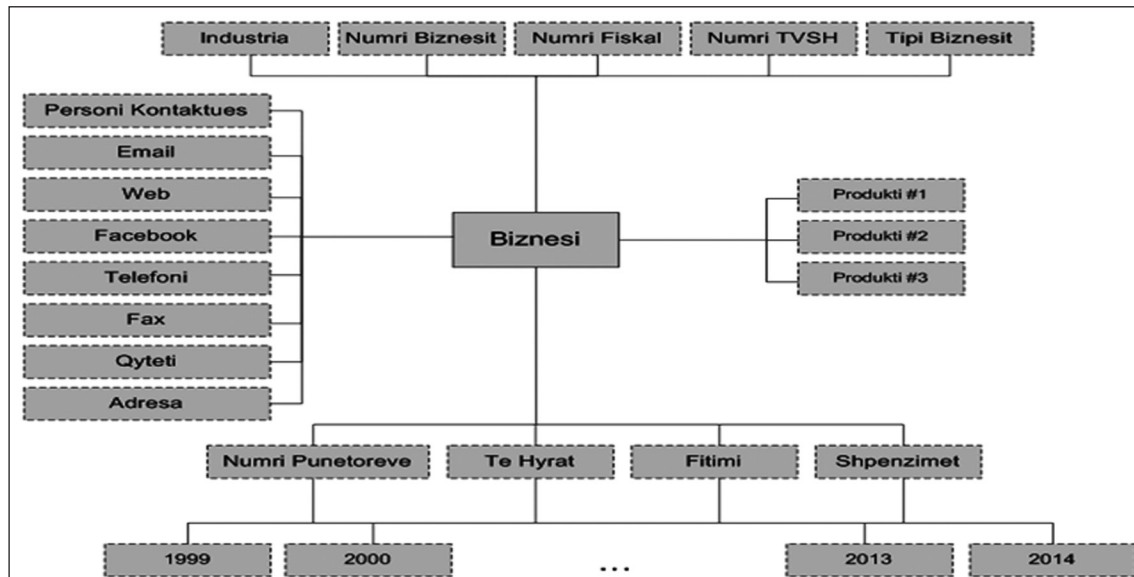 Industria
Numri Biznesit
Numri Fiskal
Numri TVSH
Tipi Biznesit
Personi Kontaktues
Email
Web
Facebook
Telefoni
Fax
Qyteti
Adresa
Biznesi
Produkti #1
Produkti #2
Produkti #3
Numri Punetoreve
Te Hyrat
Fitimi
Shpenzimet
1999
2000
...
2013
2014